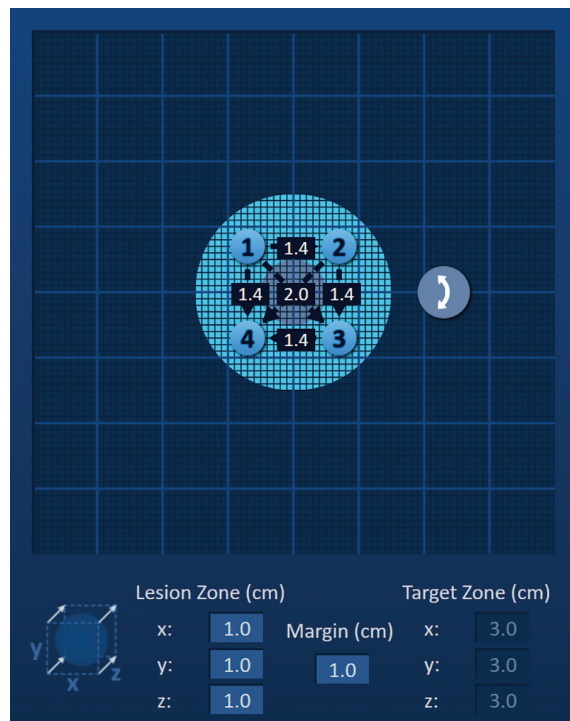 1 1.4 2
1.4 2.0 1.4
4 1.4 3
Lesion Zone (cm) Target Zone (cm)
x: 1.0 Margin (cm) x: 3.0
y: 1.0 1.0 y: 3.0
z: 1.0 z: 3.0
y
x
z